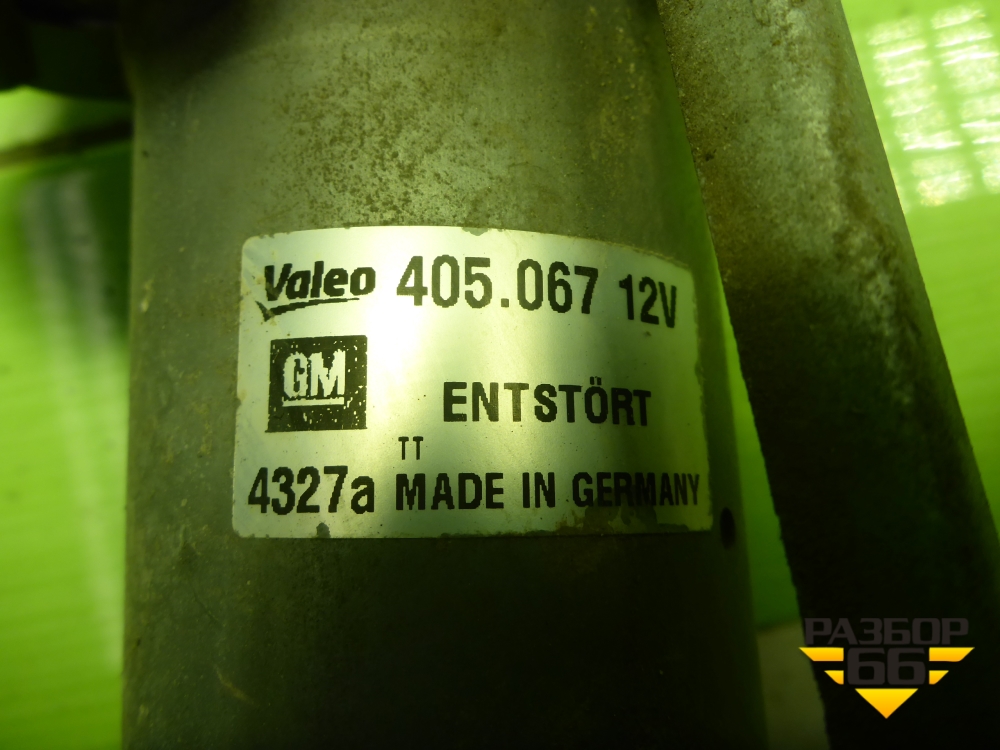 Valeo 405.067 12V
GM
ENTSTÖRT
TT
4327a MADE IN GERMANY
РАЗБОР
66